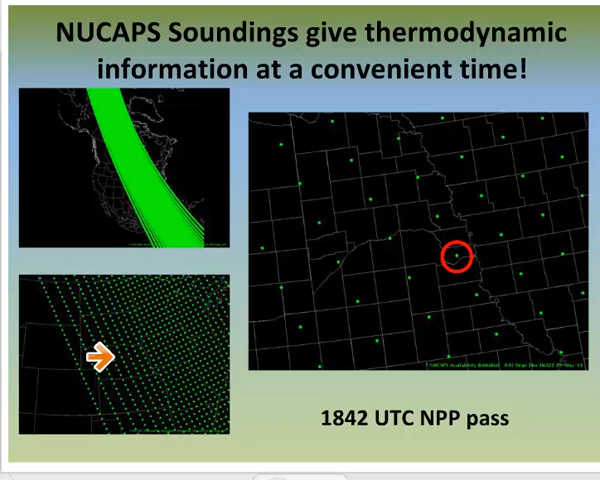 NUCAPS Soundings give thermodynamic
information at a convenient time!
1842 UTC NPP pass